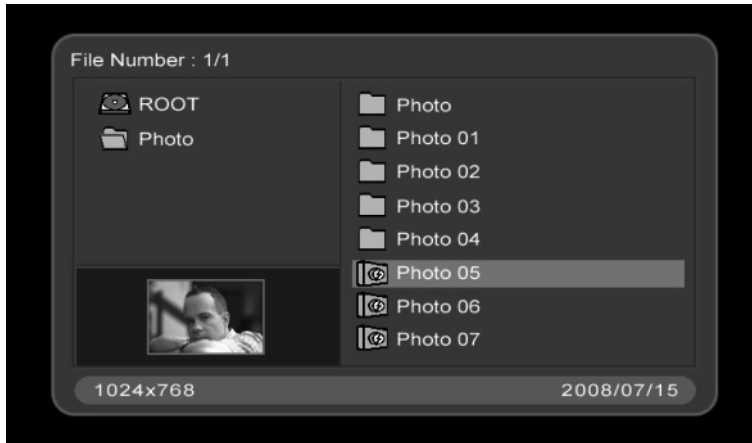 File Number : 1/1
ROOT
Photo
Photo
Photo 01
Photo 02
Photo 03
Photo 04
Photo 05
Photo 06
Photo 07
1024x768
2008/07/15